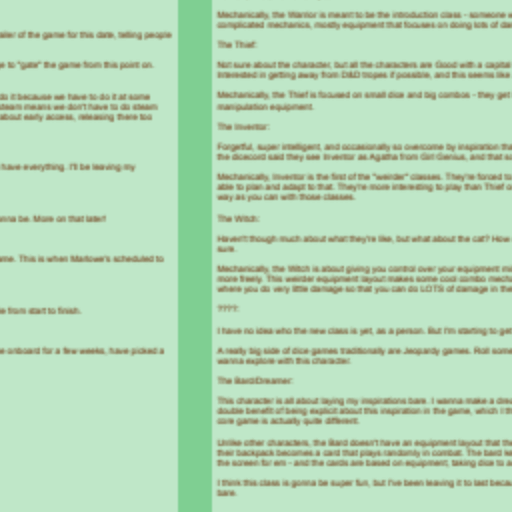 ailer of the game for this date, telling people
e to "gate" the game from this point on.
do it because we have to do it at some
steam means we don't have to do steam
about early access, releasing there too
have everything. I'll be leaving my
nna be. More on that later!
ame. This is when Marlowe's scheduled to
e from start to finish.
e onboard for a few weeks, have picked a
Mechanically, the Warrior is meant to be the introduction class - someone w
complicated mechanics, mostly equipment that focuses on doing lots of da
The Thief:
Not sure about the character, but all the characters are Good with a capital
Interested in getting away from D&D tropes if possible, and this seems like
Mechanically, the Thief is focused on small dice and big combos - they get
manipulation equipment.
The Inventor:
Forgetful, super intelligent, and occasionally so overcome by inspiration tha
the dicecord said they see Inventor as Agatha from Girl Genius, and that so
Mechanically, Inventor is the first of the "weirder" classes. They're forced to
able to plan and adapt to that. They're more interesting to play than Thief o
way as you can with those classes.
The Witch:
Haven't though much about what they're like, but what about the cat? How
sure.
Mechanically, the Witch is about giving you control over your equipment mi
more freely. This weirder equipment layout makes some cool combo mecha
where you do very little damage so that you can do LOTS of damage in the
????:
I have no idea who the new class is yet, as a person. But I'm starting to get
A really big side of dice games traditionally are Jeopardy games. Roll some
wanna explore with this character.
The Bard/Dreamer:
This character is all about laying my inspirations bare. I wanna make a drea
double benefit of being explicit about this inspiration in the game, which I th
core game is actually quite different.
Unlike other characters, the Bard doesn't have an equipment layout that the
their backpack becomes a card that plays randomly in combat. The bard ke
the screen for em - and the cards are based on equipment, taking dice to a
I think this class is gonna be super fun, but I've been leaving it to last becau
bare.